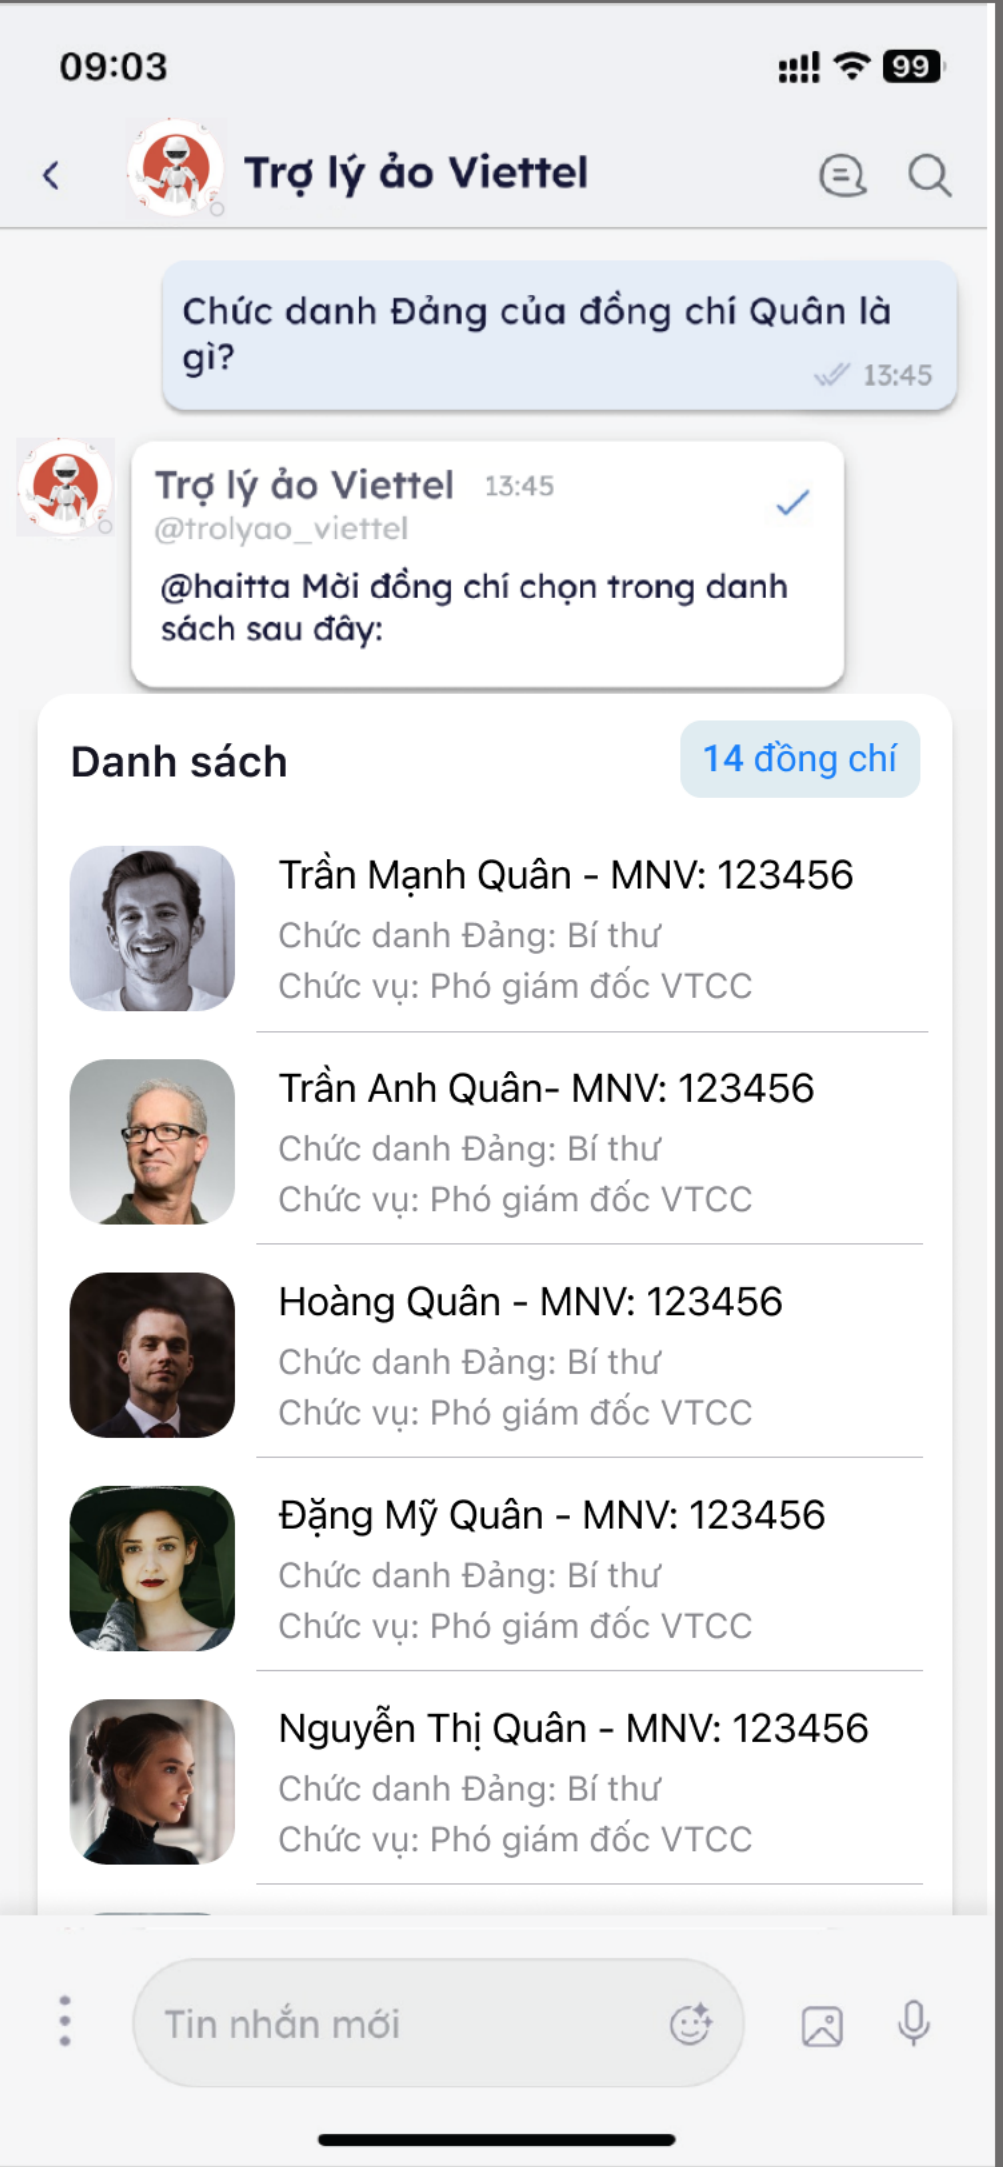 09:03
99
Trợ lý ảo Viettel
Chức danh Đảng của đồng chí Quân là
gì?
13:45
Trợ lý ảo Viettel 13:45
@trolyao_viettel
@haitta Mời đồng chí chọn trong danh
sách sau đây:
Danh sách
14 đồng chí
Trần Mạnh Quân - MNV: 123456
Chức danh Đảng: Bí thư
Chức vụ: Phó giám đốc VTCC
Trần Anh Quân- MNV: 123456
Chức danh Đảng: Bí thư
Chức vụ: Phó giám đốc VTCC
Hoàng Quân - MNV: 123456
Chức danh Đảng: Bí thư
Chức vụ: Phó giám đốc VTCC
Đặng Mỹ Quân - MNV: 123456
Chức danh Đảng: Bí thư
Chức vụ: Phó giám đốc VTCC
Nguyễn Thị Quân - MNV: 123456
Chức danh Đảng: Bí thư
Chức vụ: Phó giám đốc VTCC
Tin nhắn mới